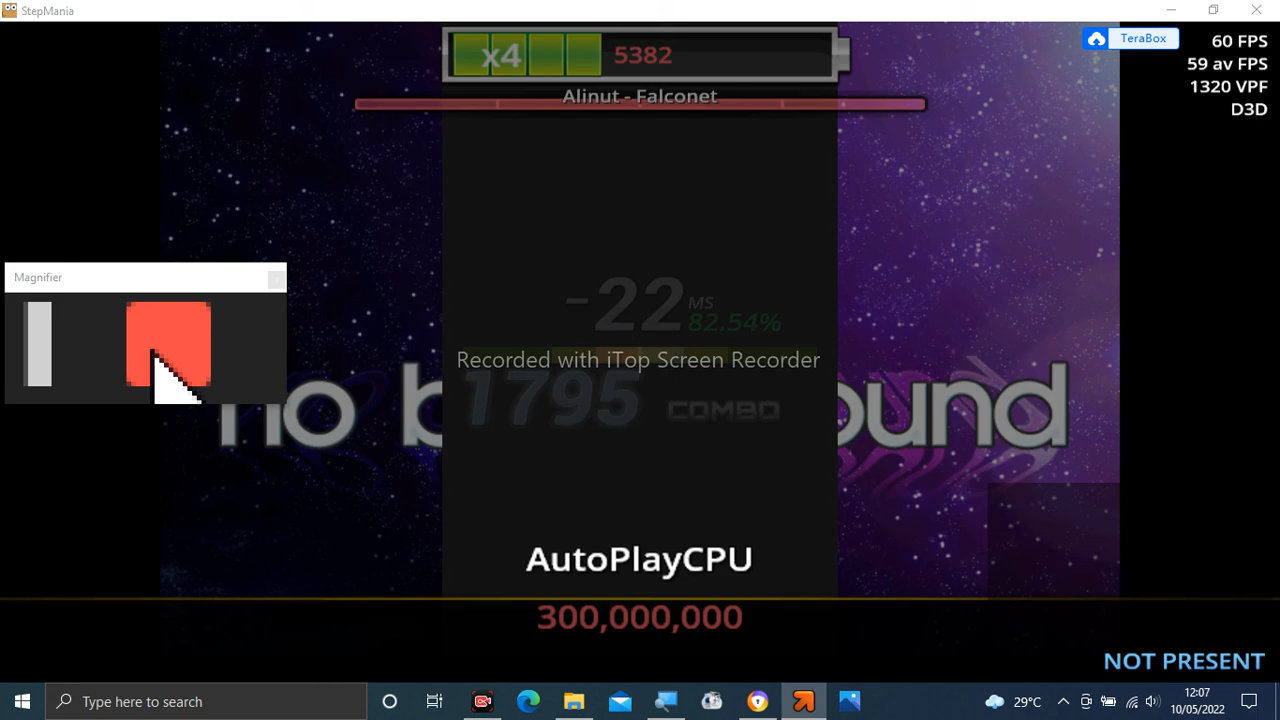 StepMania
x4 5382
TeraBox
60 FPS
59 av FPS
1320 VPF
D3D
Alinut - Falconet
Magnifier
-22 MS
82.54%
Recorded with iTop Screen Recorder
no b
und
1795 COMBO
AutoPlayCPU
300,000,000
NOT PRESENT
Type here to search
29°C
12:07
10/05/2022